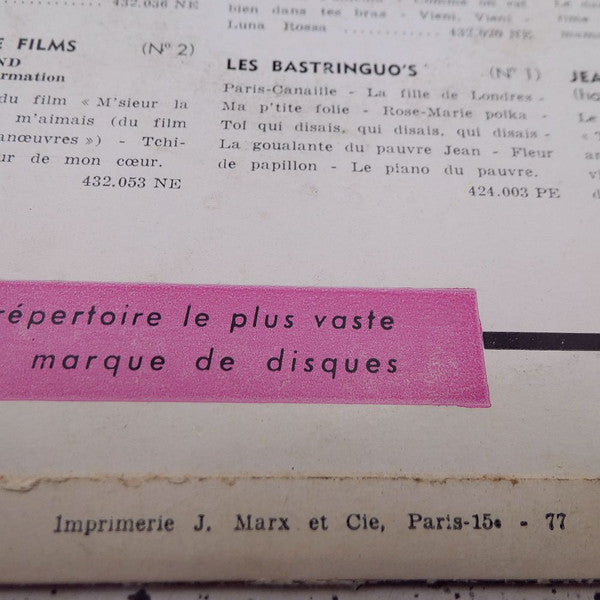 432.036 NE
bien dans tes bras - Vieni, Vieni -
Luna Rossa ............ 432.020 NE
E FILMS (N° 2)
ND
rmation
du film « M'sieur la
m'aimais (du film
anœuvres ») - Tchi-
ur de mon cœur.
432.053 NE
LES BASTRINGUO'S (N° 1)
Paris-Canaille - La fille de Londres -
Ma p'tite folie - Rose-Marie polka -
Toi qui disais, qui disais, qui disais -
La goualante du pauvre Jean - Fleur
de papillon - Le piano du pauvre.
424.003 PE
JEA
Le
répertoire le plus vaste
marque de disques
Imprimerie J. Marx et Cie, Paris-15e - 77